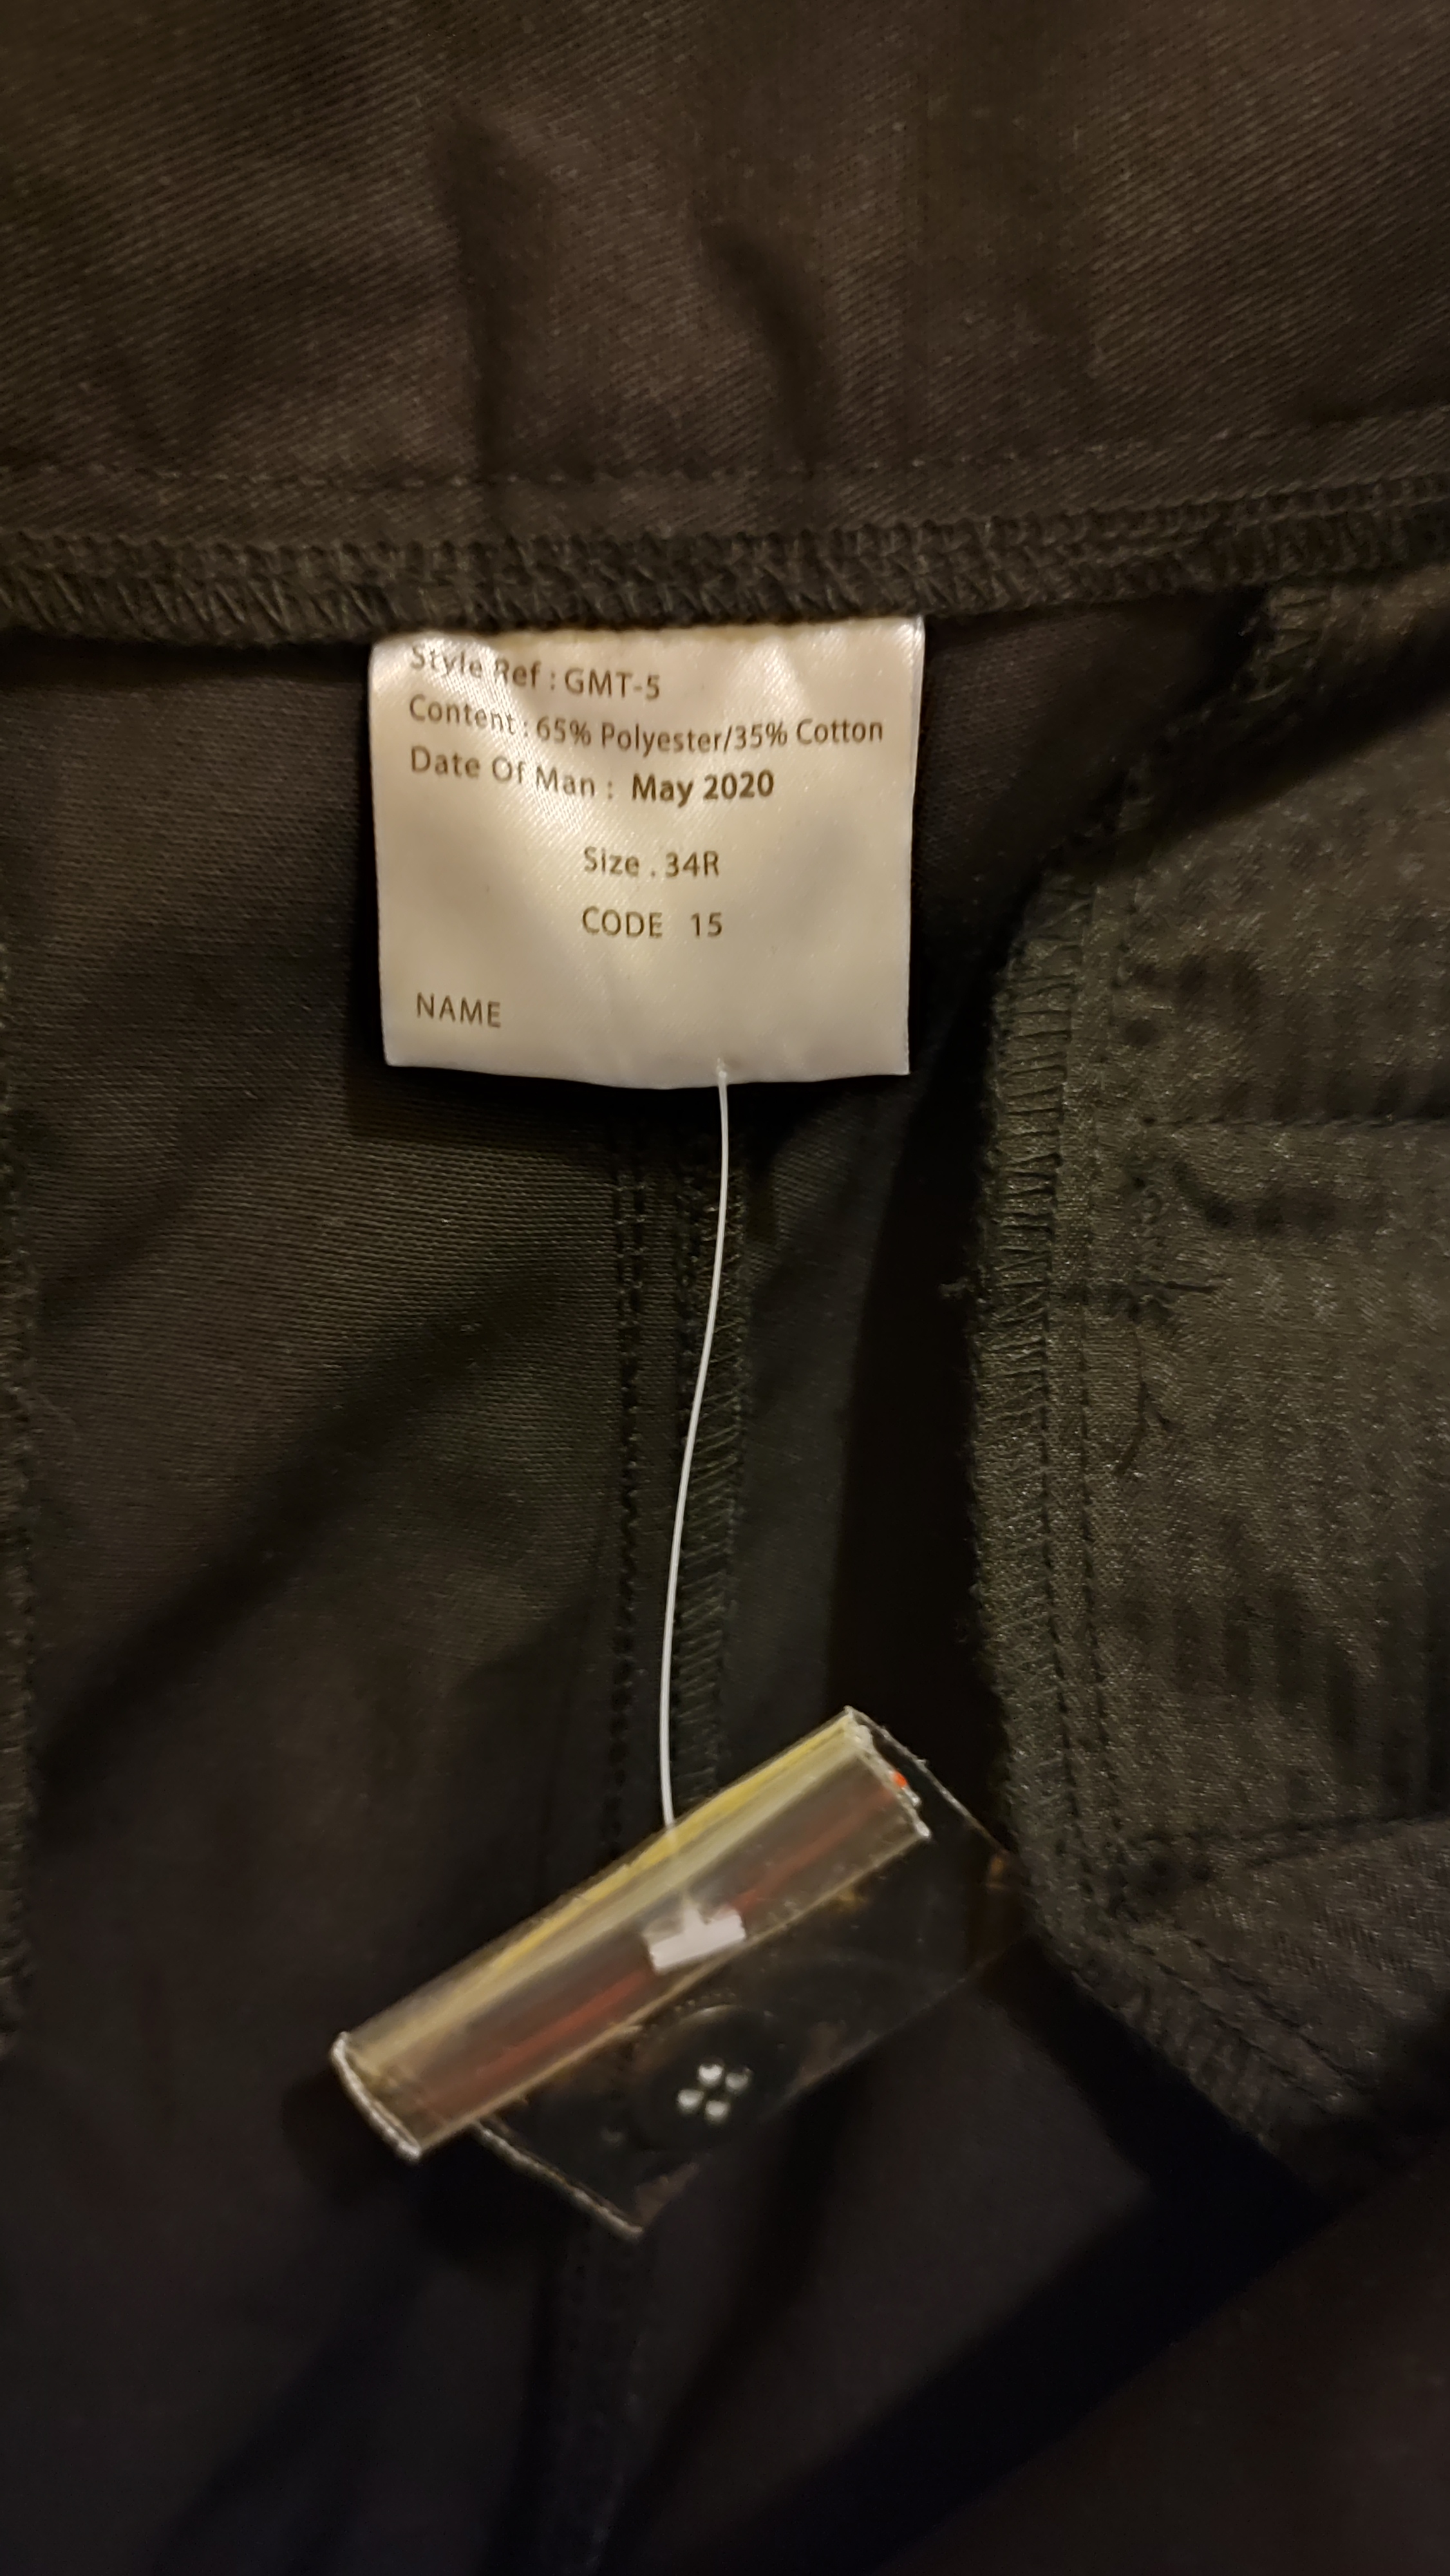 Style Ref : GMT-5
Content : 65% Polyester/35% Cotton
Date Of Man : May 2020
Size . 34R
CODE 15
NAME